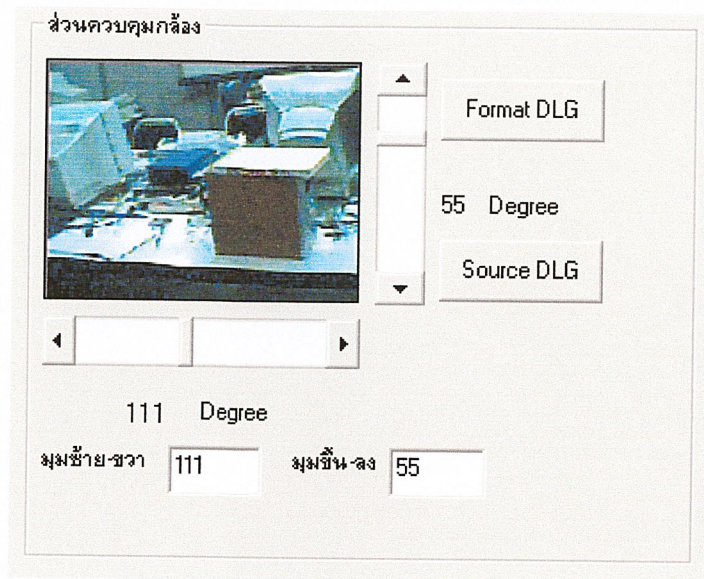 ส่วนควบคุมกล้อง
Format DLG
55 Degree
Source DLG
111 Degree
มุมซ้าย-ขวา 111 มุมขึ้น-ลง 55